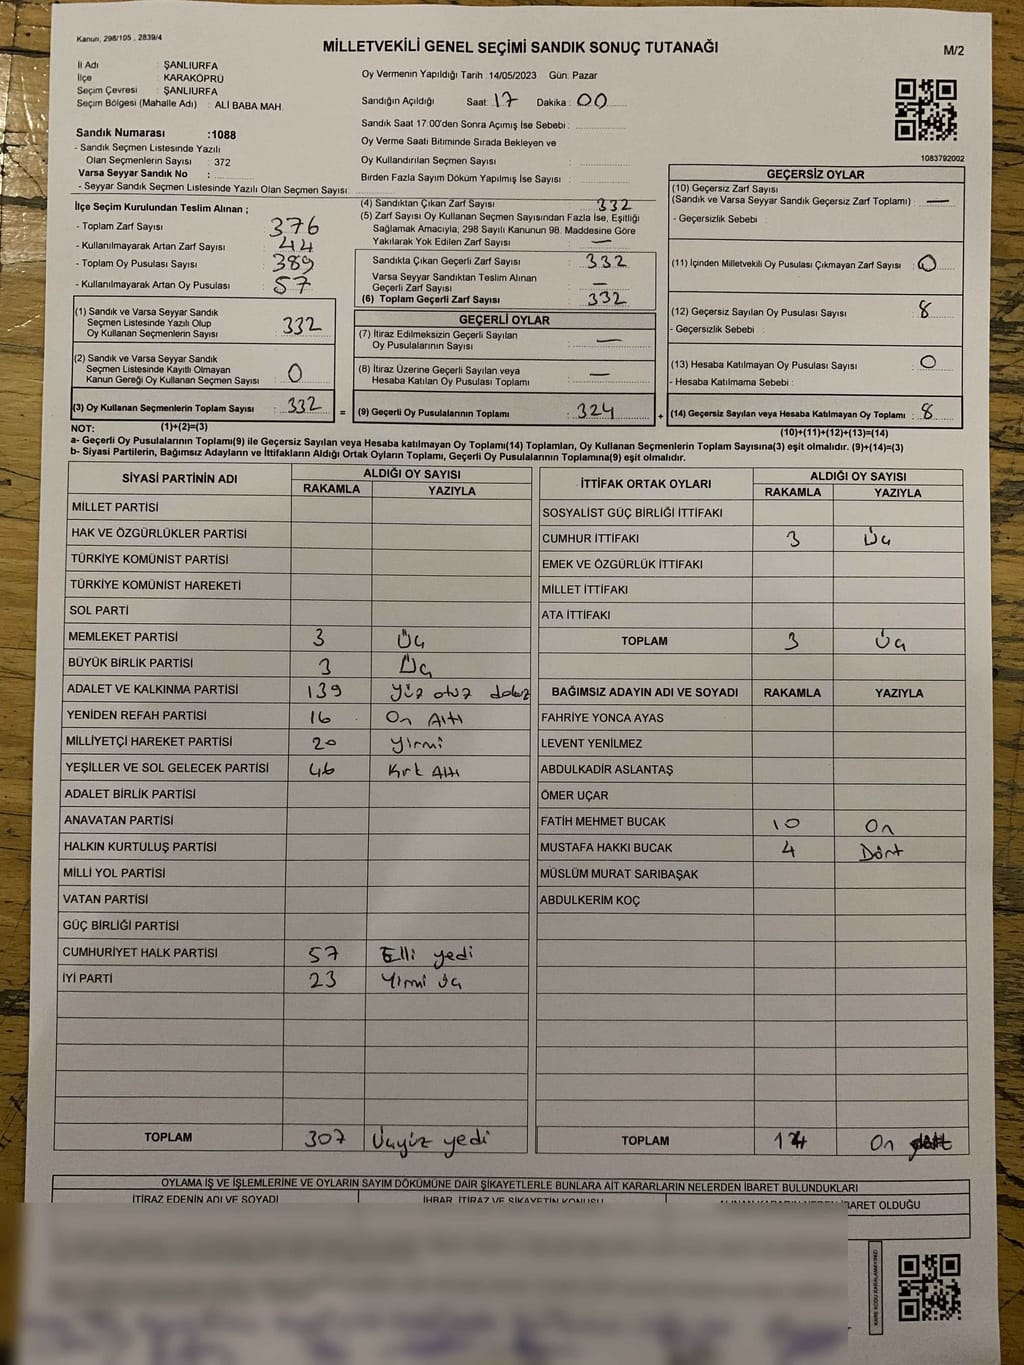 Kanun, 298/105 , 2839/4
MİLLETVEKİLİ GENEL SEÇİMİ SANDIK SONUÇ TUTANAĞI
M/2
İl Adı : ŞANLIURFA
İlçe : KARAKÖPRÜ
Seçim Çevresi : ŞANLIURFA
Seçim Bölgesi (Mahalle Adı) : ALİ BABA MAH.
Sandık Numarası :1088
- Sandık Seçmen Listesinde Yazılı
Olan Seçmenlerin Sayısı : 372
Varsa Seyyar Sandık No :
- Seyyar Sandık Seçmen Listesinde Yazılı Olan Seçmen Sayısı:
Oy Vermenin Yapıldığı Tarih :14/05/2023 Gün: Pazar
Sandığın Açıldığı Saat: 17 Dakika : 00
Sandık Saat 17.00'den Sonra Açımış İse Sebebi :
Oy Verme Saati Bitiminde Sırada Bekleyen ve
Oy Kullandırılan Seçmen Sayısı :
Birden Fazla Sayım Döküm Yapılmış İse Sayısı :
1083792002
İlçe Seçim Kurulundan Teslim Alınan ;
- Toplam Zarf Sayısı : 376
- Kullanılmayarak Artan Zarf Sayısı : 44
- Toplam Oy Pusulası Sayısı : 389
- Kullanılmayarak Artan Oy Pusulası : 57
(1) Sandık ve Varsa Seyyar Sandık
Seçmen Listesinde Yazılı Olup
Oy Kullanan Seçmenlerin Sayısı : 332
(2) Sandık ve Varsa Seyyar Sandık
Seçmen Listesinde Kayıtlı Olmayan
Kanun Gereği Oy Kullanan Seçmen Sayısı : 0
(3) Oy Kullanan Seçmenlerin Toplam Sayısı : 332 =
(1)+(2)=(3)
(4) Sandıktan Çıkan Zarf Sayısı : 332
(5) Zarf Sayısı Oy Kullanan Seçmen Sayısından Fazla İse, Eşitliği
Sağlamak Amacıyla; 298 Sayılı Kanunun 98. Maddesine Göre
Yakılarak Yok Edilen Zarf Sayısı : —
Sandıkta Çıkan Geçerli Zarf Sayısı : 332
Varsa Seyyar Sandıktan Teslim Alınan
Geçerli Zarf Sayısı : —
(6) Toplam Geçerli Zarf Sayısı : 332
GEÇERLİ OYLAR
(7) İtiraz Edilmeksizin Geçerli Sayılan
Oy Pusulalarının Sayısı : —
(8) İtiraz Üzerine Geçerli Sayılan veya
Hesaba Katılan Oy Pusulası Toplamı : —
(9) Geçerli Oy Pusulalarının Toplamı : 324 +
GEÇERSİZ OYLAR
(10) Geçersiz Zarf Sayısı
(Sandık ve Varsa Seyyar Sandık Geçersiz Zarf Toplamı) : —
- Geçersizlik Sebebi :
(11) İçinden Milletvekili Oy Pusulası Çıkmayan Zarf Sayısı : 0
(12) Geçersiz Sayılan Oy Pusulası Sayısı : 8
- Geçersizlik Sebebi :
(13) Hesaba Katılmayan Oy Pusulası Sayısı : 0
- Hesaba Katılmama Sebebi :
(14) Geçersiz Sayılan veya Hesaba Katılmayan Oy Toplamı : 8
(10)+(11)+(12)+(13)=(14)
NOT:
a- Geçerli Oy Pusulalarının Toplamı(9) ile Geçersiz Sayılan veya Hesaba katılmayan Oy Toplamı(14) Toplamları, Oy Kullanan Seçmenlerin Toplam Sayısına(3) eşit olmalıdır. (9)+(14)=(3)
b- Siyasi Partilerin, Bağımsız Adayların ve İttifakların Aldığı Ortak Oyların Toplamı, Geçerli Oy Pusulalarının Toplamına(9) eşit olmalıdır.
SİYASİ PARTİNİN ADI ALDIĞI OY SAYISI
RAKAMLA YAZIYLA
MİLLET PARTİSİ
HAK VE ÖZGÜRLÜKLER PARTİSİ
TÜRKİYE KOMÜNİST PARTİSİ
TÜRKİYE KOMÜNİST HAREKETİ
SOL PARTİ
MEMLEKET PARTİSİ 3 Üç
BÜYÜK BİRLİK PARTİSİ 3 Üç
ADALET VE KALKINMA PARTİSİ 139 Yüz otuz dokuz
YENİDEN REFAH PARTİSİ 16 On Altı
MİLLİYETÇİ HAREKET PARTİSİ 20 Yirmi
YEŞİLLER VE SOL GELECEK PARTİSİ 46 Kırk Altı
ADALET BİRLİK PARTİSİ
ANAVATAN PARTİSİ
HALKIN KURTULUŞ PARTİSİ
MİLLİ YOL PARTİSİ
VATAN PARTİSİ
GÜÇ BİRLİĞİ PARTİSİ
CUMHURİYET HALK PARTİSİ 57 Elli yedi
İYİ PARTİ 23 Yirmi üç
TOPLAM 307 Üçyüz yedi
İTTİFAK ORTAK OYLARI ALDIĞI OY SAYISI
RAKAMLA YAZIYLA
SOSYALİST GÜÇ BİRLİĞİ İTTİFAKI
CUMHUR İTTİFAKI 3 Üç
EMEK VE ÖZGÜRLÜK İTTİFAKI
MİLLET İTTİFAKI
ATA İTTİFAKI
TOPLAM 3 Üç
BAĞIMSIZ ADAYIN ADI VE SOYADI RAKAMLA YAZIYLA
FAHRİYE YONCA AYAS
LEVENT YENİLMEZ
ABDULKADİR ASLANTAŞ
ÖMER UÇAR
FATİH MEHMET BUCAK 10 On
MUSTAFA HAKKI BUCAK 4 Dört
MÜSLÜM MURAT SARIBAŞAK
ABDULKERİM KOÇ
TOPLAM 14 On dört
OYLAMA İŞ VE İŞLEMLERİNE VE OYLARIN SAYIM DÖKÜMÜNE DAİR ŞİKAYETLERLE BUNLARA AİT KARARLARIN NELERDEN İBARET BULUNDUKLARI
İTİRAZ EDENİN ADI VE SOYADI İHBAR, İTİRAZ VE ŞİKAYETİN KONUSU ALINAN KARARIN NEDEN İBARET OLDUĞU